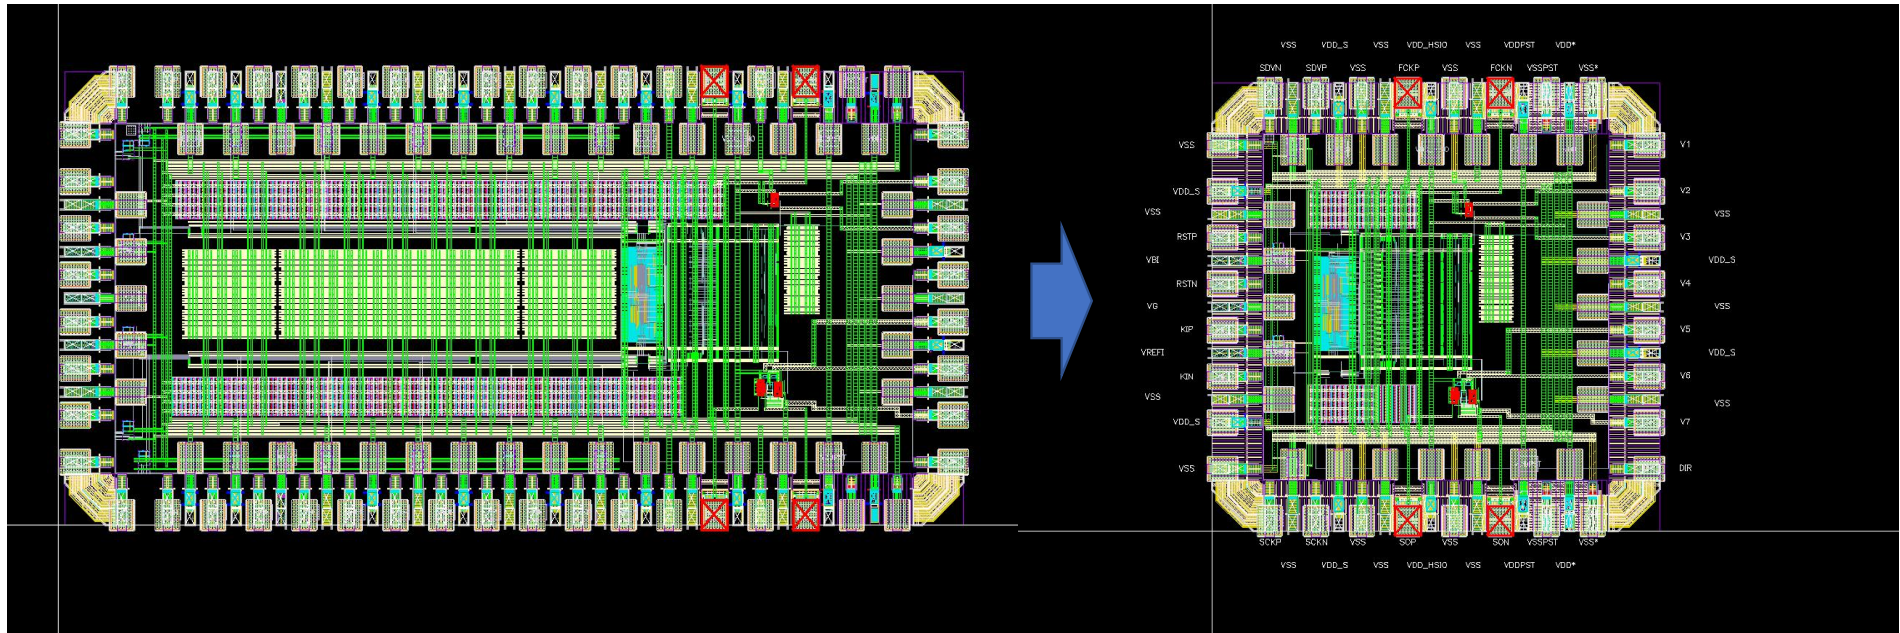 VSS VDD_S VSS VDD_HSIO VSS VDDPST VDD*
SDVN SDVP VSS FCKP VSS FCKN VSSPST VSS*
VSS V1
VDD_S V2
VSS VSS
RSTP V3
VBI VDD_S
RSTN V4
VG VSS
KIP V5
VREFI VDD_S
KIN V6
VSS VSS
VDD_S V7
VSS DIR
SCKP SCKN VSS SOP VSS SON VSSPST VSS*
VSS VDD_S VSS VDD_HSIO VSS VDDPST VDD*